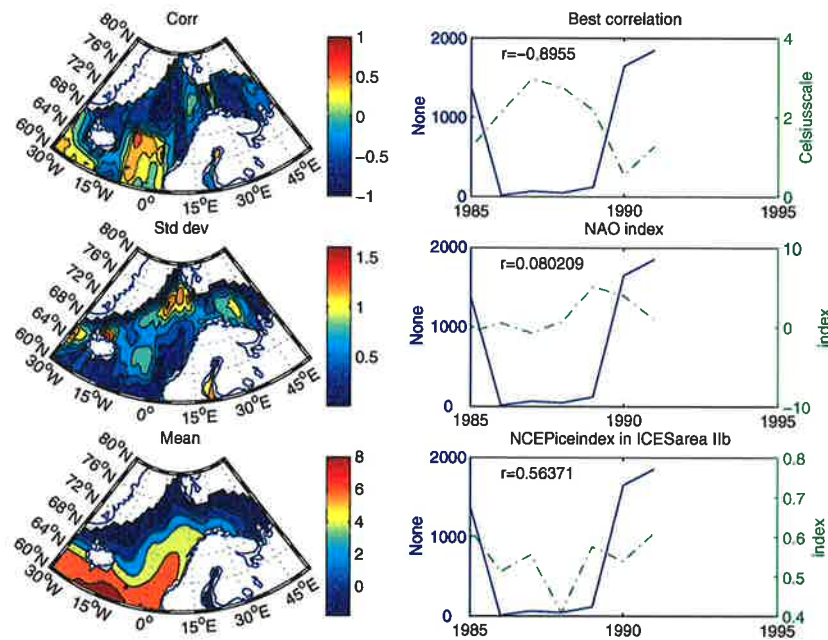 Corr
80°N
76°N
72°N
68°N
64°N
60°N
30°W
15°W
0°
15°E
30°E
45°E
1
0.5
0
−0.5
−1
Best correlation
r=−0.8955
2000
1000
0
None
4
2
0
Celsiusscale
1985
1990
1995
Std dev
80°N
76°N
72°N
68°N
64°N
60°N
30°W
15°W
0°
15°E
30°E
45°E
1.5
1
0.5
NAO index
r=0.080209
2000
1000
0
None
10
0
−10
index
1985
1990
1995
Mean
80°N
76°N
72°N
68°N
64°N
60°N
30°W
15°W
0°
15°E
30°E
45°E
8
6
4
2
0
NCEPiceindex in ICESarea IIb
r=0.56371
2000
1000
0
None
0.8
0.7
0.6
0.5
0.4
index
1985
1990
1995